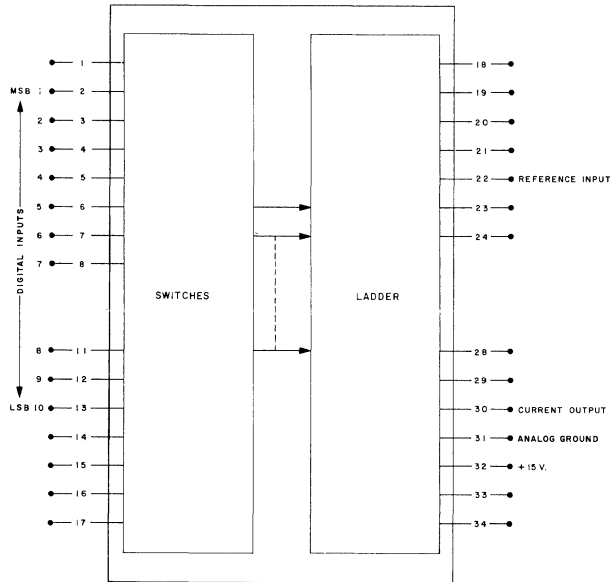 1
MSB 1 2
2 3
3 4
4 5
5 6
6 7
7 8
8 11
9 12
LSB 10 13
14
15
16
17
DIGITAL INPUTS
SWITCHES
LADDER
18
19
20
21
22 REFERENCE INPUT
23
24
28
29
30 CURRENT OUTPUT
31 ANALOG GROUND
32 +15 V.
33
34